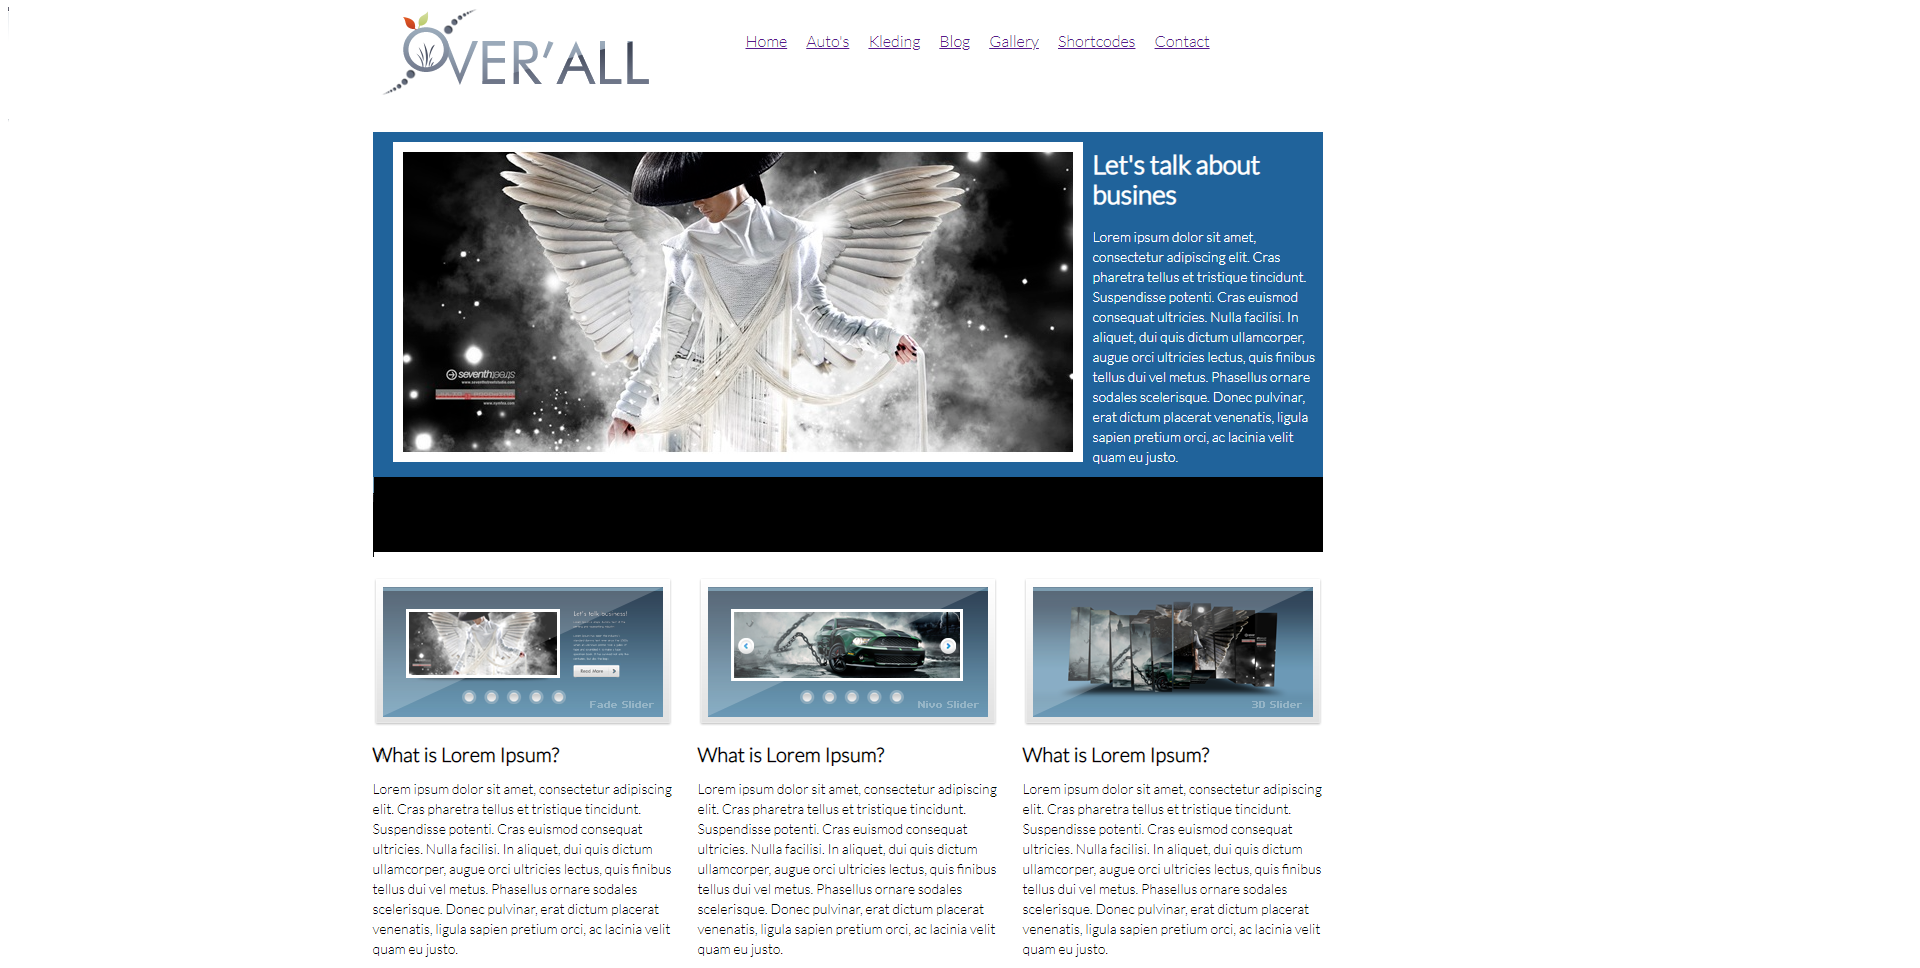 OVER'ALL
Home Auto's Kleding Blog Gallery Shortcodes Contact
Let's talk about
busines
Lorem ipsum dolor sit amet,
consectetur adipiscing elit. Cras
pharetra tellus et tristique tincidunt.
Suspendisse potenti. Cras euismod
consequat ultricies. Nulla facilisi. In
aliquet, dui quis dictum ullamcorper,
augue orci ultricies lectus, quis finibus
tellus dui vel metus. Phasellus ornare
sodales scelerisque. Donec pulvinar,
erat dictum placerat venenatis, ligula
sapien pretium orci, ac lacinia velit
quam eu justo.
seventhstreet
www.seventhstreetstudio.com
Let's talk business!
Read More
Fade Slider
Nivo Slider
3D Slider
What is Lorem Ipsum?
Lorem ipsum dolor sit amet, consectetur adipiscing
elit. Cras pharetra tellus et tristique tincidunt.
Suspendisse potenti. Cras euismod consequat
ultricies. Nulla facilisi. In aliquet, dui quis dictum
ullamcorper, augue orci ultricies lectus, quis finibus
tellus dui vel metus. Phasellus ornare sodales
scelerisque. Donec pulvinar, erat dictum placerat
venenatis, ligula sapien pretium orci, ac lacinia velit
quam eu justo.
What is Lorem Ipsum?
Lorem ipsum dolor sit amet, consectetur adipiscing
elit. Cras pharetra tellus et tristique tincidunt.
Suspendisse potenti. Cras euismod consequat
ultricies. Nulla facilisi. In aliquet, dui quis dictum
ullamcorper, augue orci ultricies lectus, quis finibus
tellus dui vel metus. Phasellus ornare sodales
scelerisque. Donec pulvinar, erat dictum placerat
venenatis, ligula sapien pretium orci, ac lacinia velit
quam eu justo.
What is Lorem Ipsum?
Lorem ipsum dolor sit amet, consectetur adipiscing
elit. Cras pharetra tellus et tristique tincidunt.
Suspendisse potenti. Cras euismod consequat
ultricies. Nulla facilisi. In aliquet, dui quis dictum
ullamcorper, augue orci ultricies lectus, quis finibus
tellus dui vel metus. Phasellus ornare sodales
scelerisque. Donec pulvinar, erat dictum placerat
venenatis, ligula sapien pretium orci, ac lacinia velit
quam eu justo.